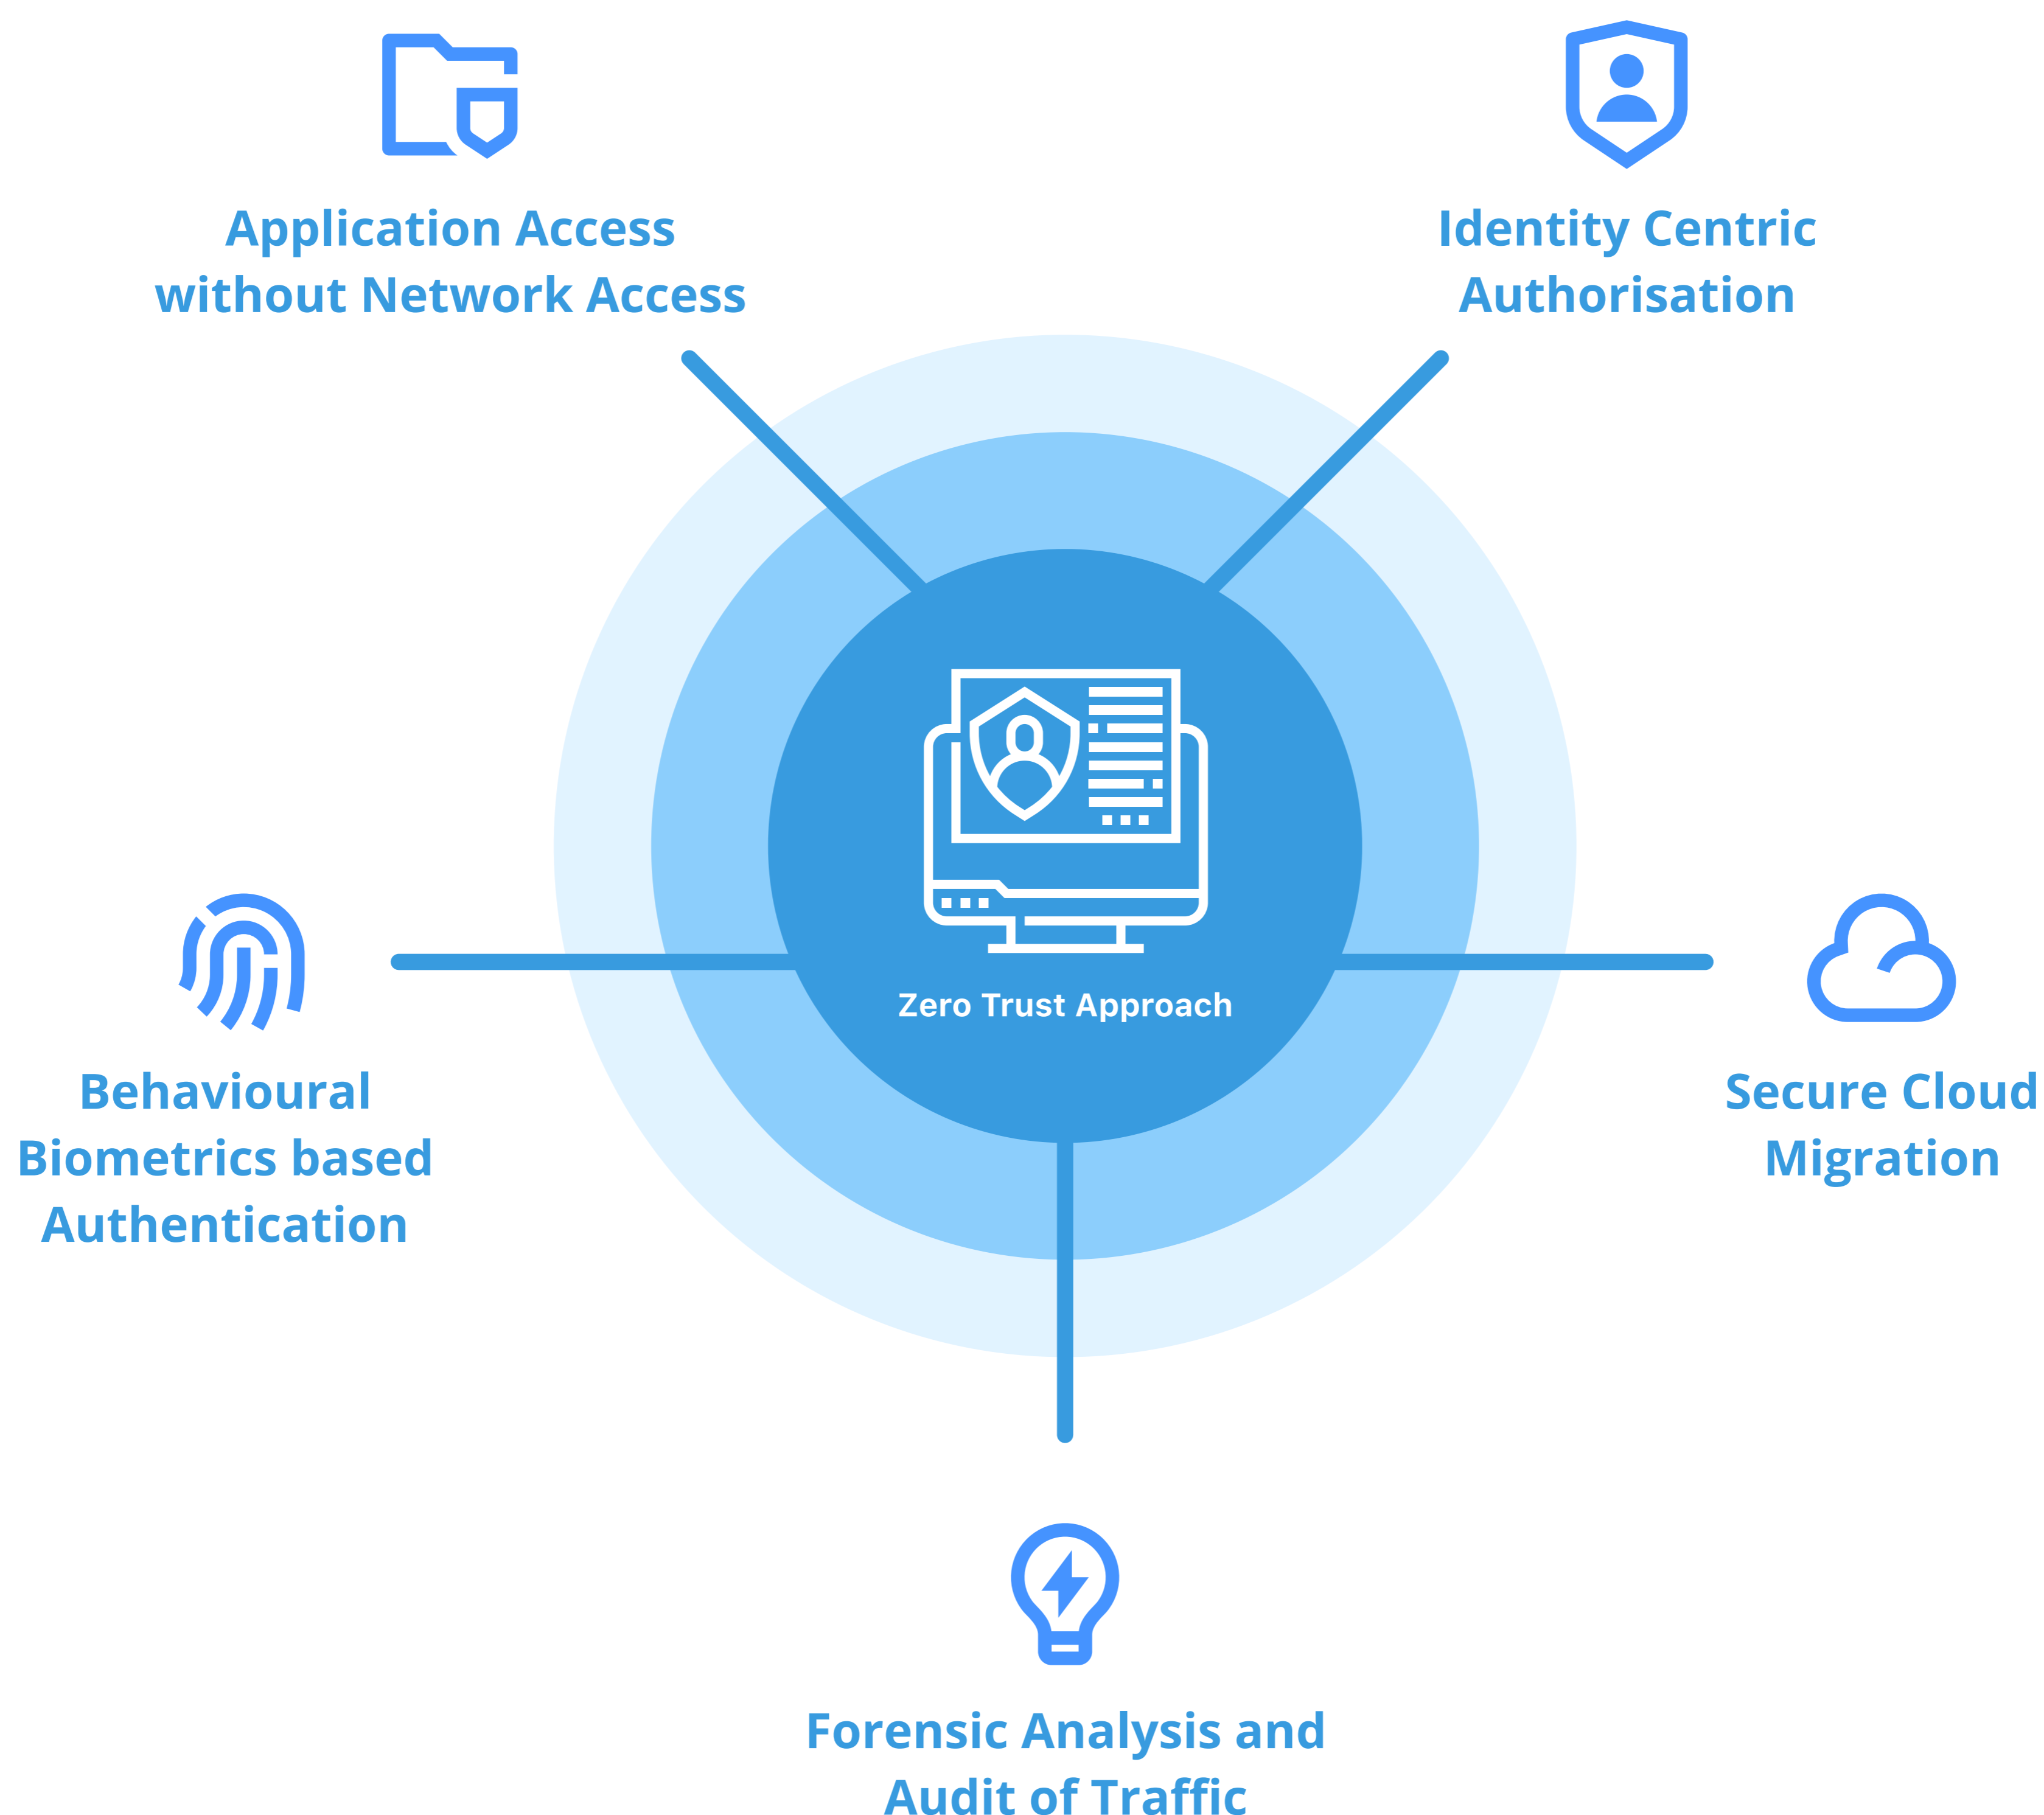 Application Access
without Network Access
Identity Centric
Authorisation
Zero Trust Approach
Behavioural
Biometrics based
Authentication
Secure Cloud
Migration
Forensic Analysis and
Audit of Traffic